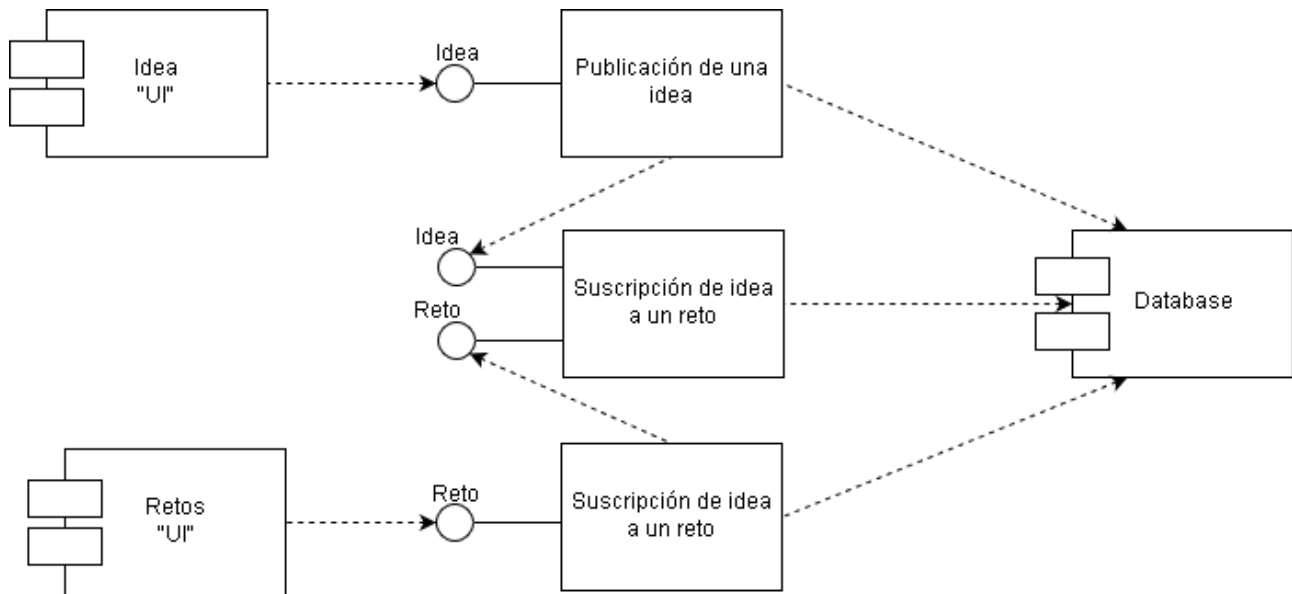 Idea
"UI"
Idea
Publicación de una
idea
Idea
Reto
Suscripción de idea
a un reto
Database
Retos
"UI"
Reto
Suscripción de idea
a un reto